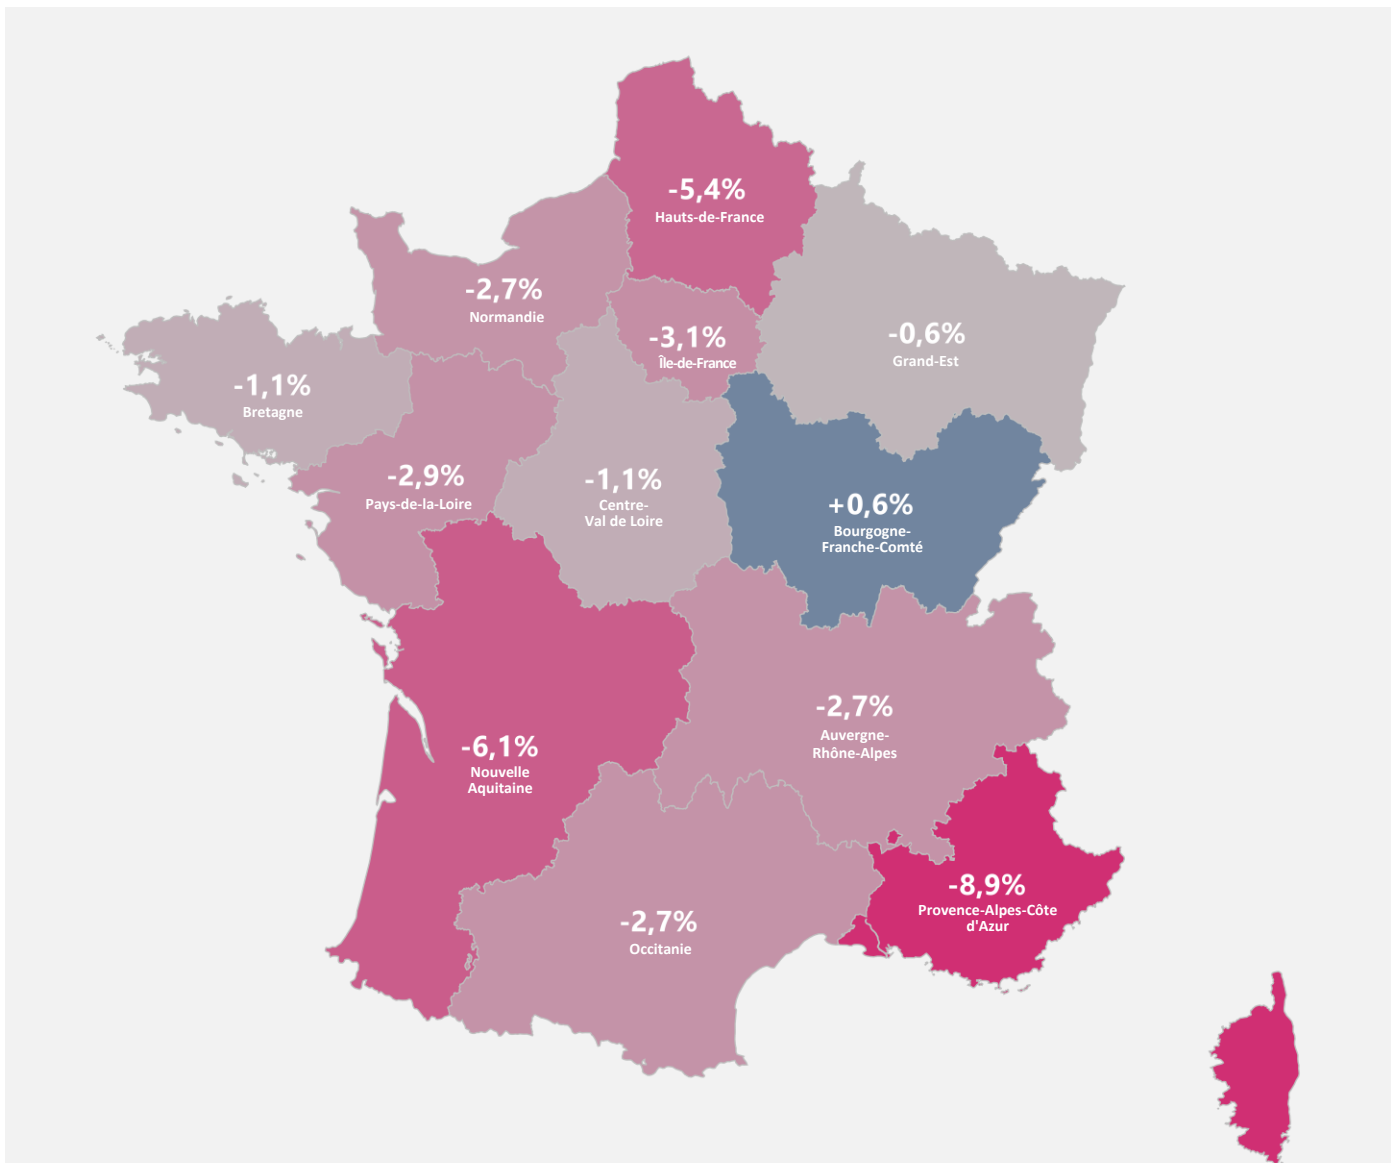 -5,4%
Hauts-de-France
-2,7%
Normandie
-3,1%
Île-de-France
-0,6%
Grand-Est
-1,1%
Bretagne
-2,9%
Pays-de-la-Loire
-1,1%
Centre-
Val de Loire
+0,6%
Bourgogne-
Franche-Comté
-6,1%
Nouvelle
Aquitaine
-2,7%
Auvergne-
Rhône-Alpes
-2,7%
Occitanie
-8,9%
Provence-Alpes-Côte
d'Azur